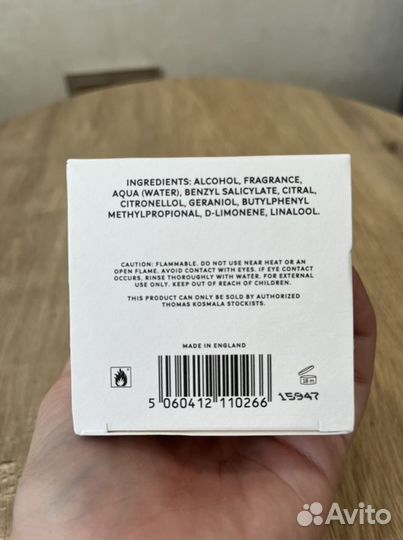 INGREDIENTS: ALCOHOL, FRAGRANCE,
AQUA (WATER), BENZYL SALICYLATE, CITRAL,
CITRONELLOL, GERANIOL, BUTYLPHENYL
METHYLPROPIONAL, D-LIMONENE, LINALOOL.
CAUTION: FLAMMABLE. DO NOT USE NEAR HEAT OR AN
OPEN FLAME. AVOID CONTACT WITH EYES. IF EYE CONTACT
OCCURS, RINSE THOROUGHLY WITH WATER. FOR EXTERNAL
USE ONLY. KEEP OUT OF REACH OF CHILDREN.
THIS PRODUCT CAN ONLY BE SOLD BY AUTHORIZED
THOMAS KOSMALA STOCKISTS.
MADE IN ENGLAND
18 m
5 060412 110266
15947
Avito